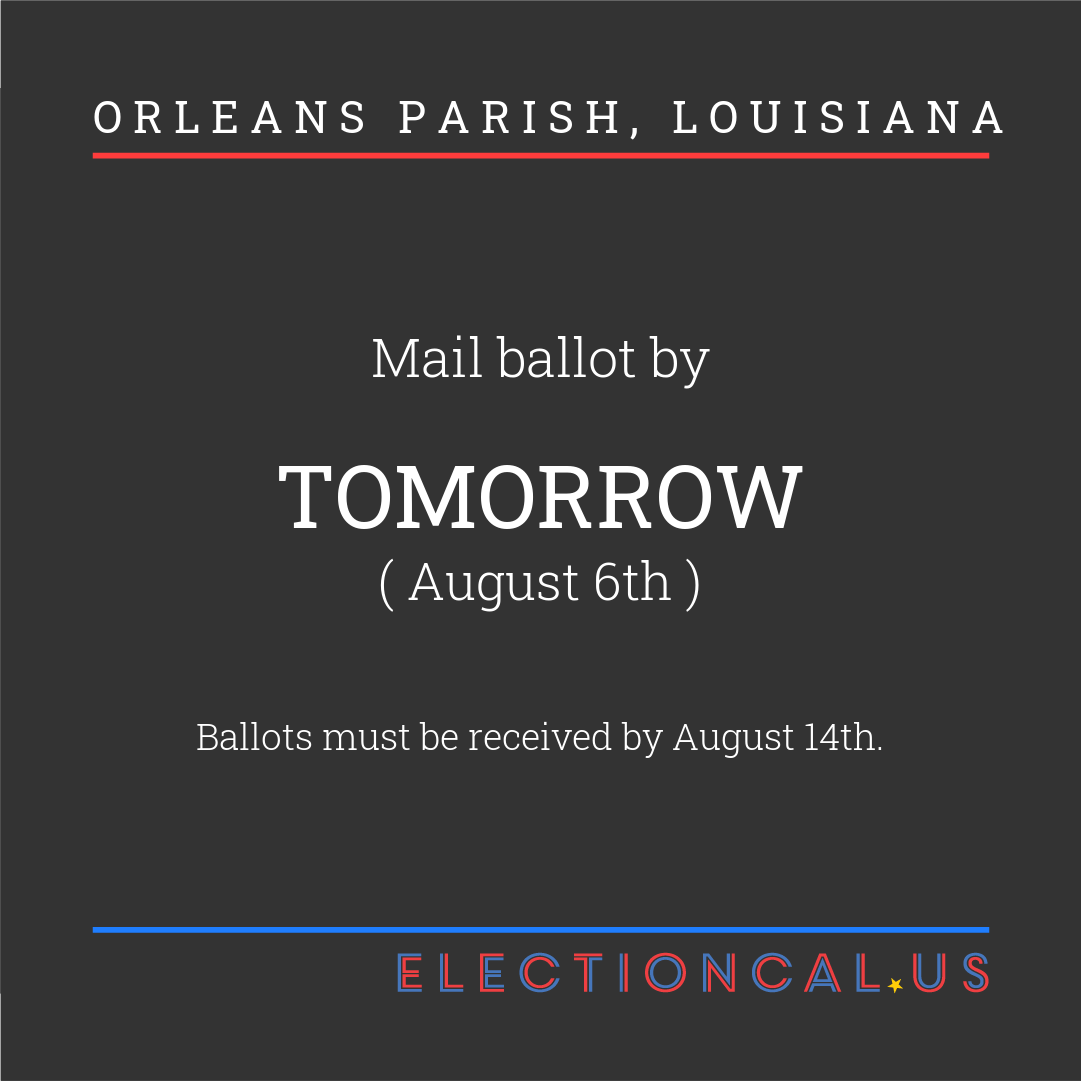 ORLEANS PARISH, LOUISIANA
Mail ballot by
TOMORROW
( August 6th )
Ballots must be received by August 14th.
ELECTIONCAL.US